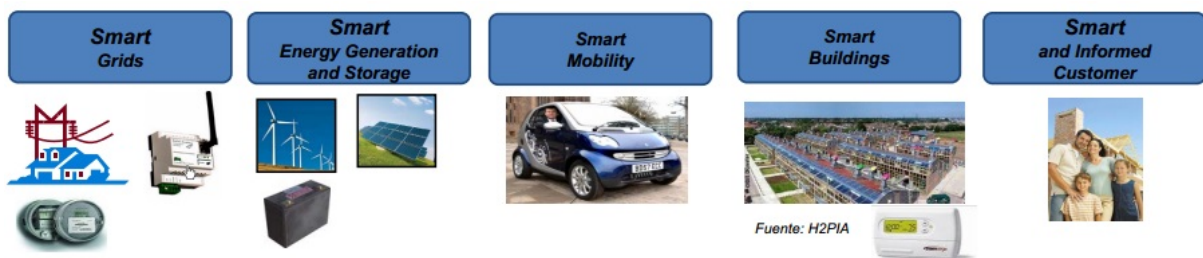 Smart
Grids
Smart
Energy Generation
and Storage
Smart
Mobility
Smart
Buildings
Smart
and Informed
Customer
Fuente: H2PIA